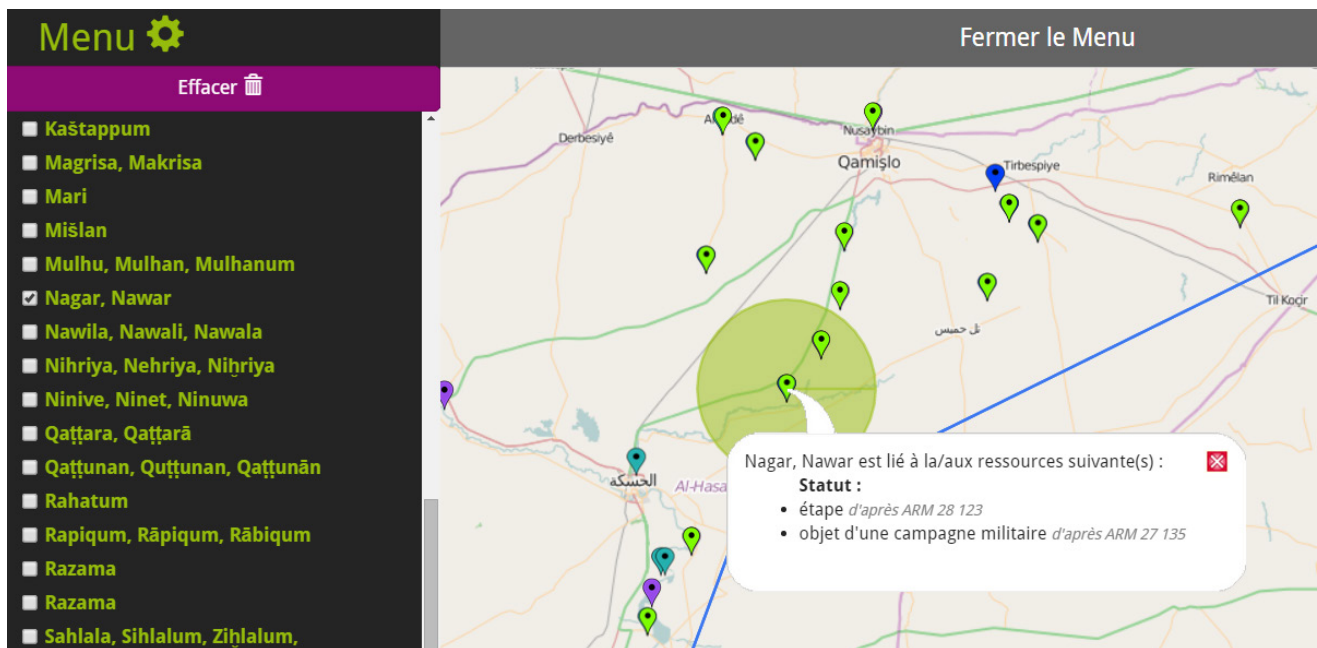 Menu
Fermer le Menu
Effacer
Kaštappum
Magrisa, Makrisa
Mari
Mišlan
Mulhu, Mulhan, Mulhanum
Nagar, Nawar
Nawila, Nawali, Nawala
Nihriya, Nehriya, Niḫriya
Ninive, Ninet, Ninuwa
Qaṭṭara, Qaṭṭarā
Qaṭṭunan, Quṭṭunan, Qaṭṭunān
Rahatum
Rapiqum, Rāpiqum, Rābiqum
Razama
Razama
Sahlala, Sihlalum, Ziḫlalum,
Derbesiyê
Nusaybin
Qamişlo
Tirbespiye
Rimêlan
Til Koçir
تل حميس
الحسكة
Al-Hasa
Nagar, Nawar est lié à la/aux ressources suivante(s) :
Statut :
étape d'après ARM 28 123
objet d'une campagne militaire d'après ARM 27 135